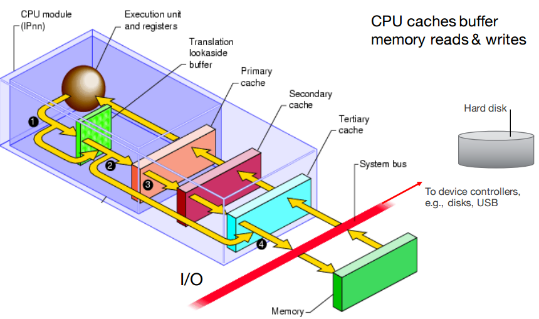 CPU module
(IPnn)
Execution unit
and registers
Translation
lookaside
buffer
Primary
cache
Secondary
cache
Tertiary
cache
System bus
CPU caches buffer
memory reads & writes
Hard disk
To device controllers,
e.g., disks, USB
1
2
3
4
I/O
Memory